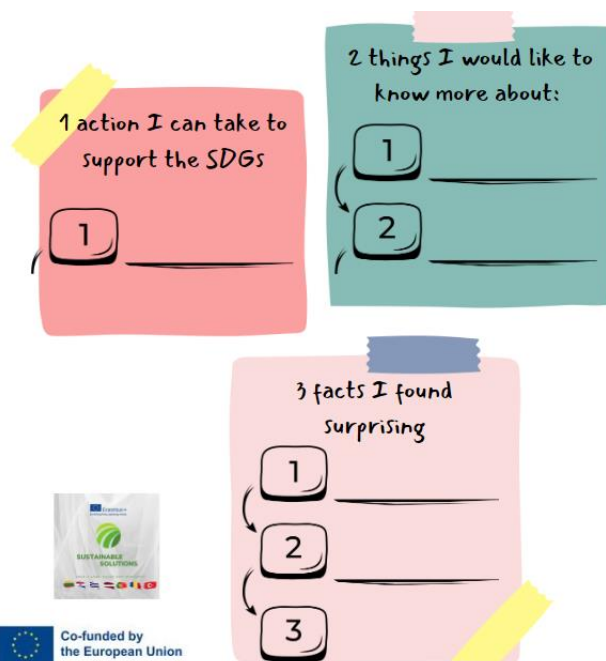 1 action I can take to
support the SDGs
1
2 things I would like to
know more about:
1
2
3 facts I found
surprising
1
2
3
Erasmus+
SUSTAINABLE
SOLUTIONS
Co-funded by
the European Union